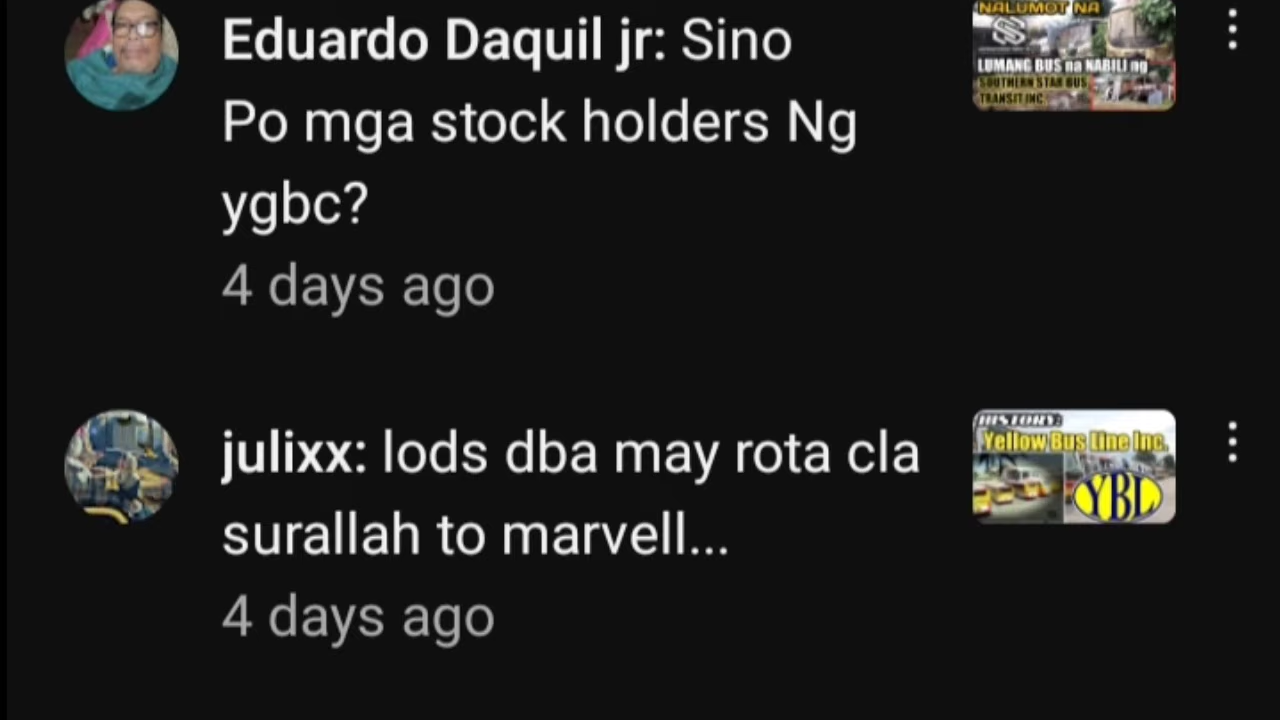 Eduardo Daquil jr: Sino
Po mga stock holders Ng
ygbc?
4 days ago
NALUMOT NA
LUMANG BUS na NABILI ng
SOUTHERN STAR BUS
TRANSIT INC.
julixx: lods dba may rota cla
surallah to marvell...
4 days ago
HISTORY:
Yellow Bus Line Inc.
YBL